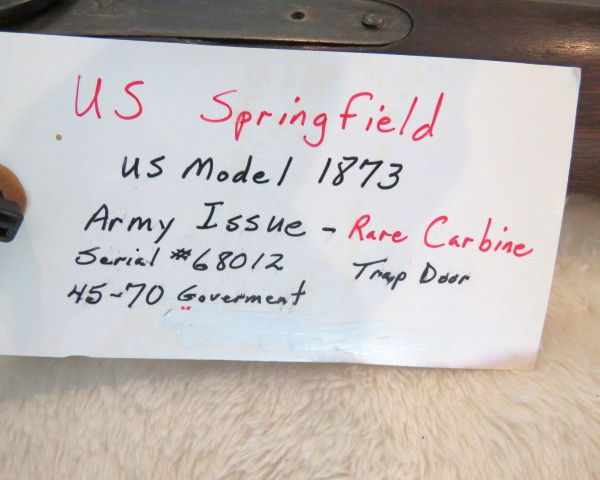 US Springfield
US Model 1873
Army Issue - Rare Carbine
Serial #68012 Trap Door
45-70 Goverment